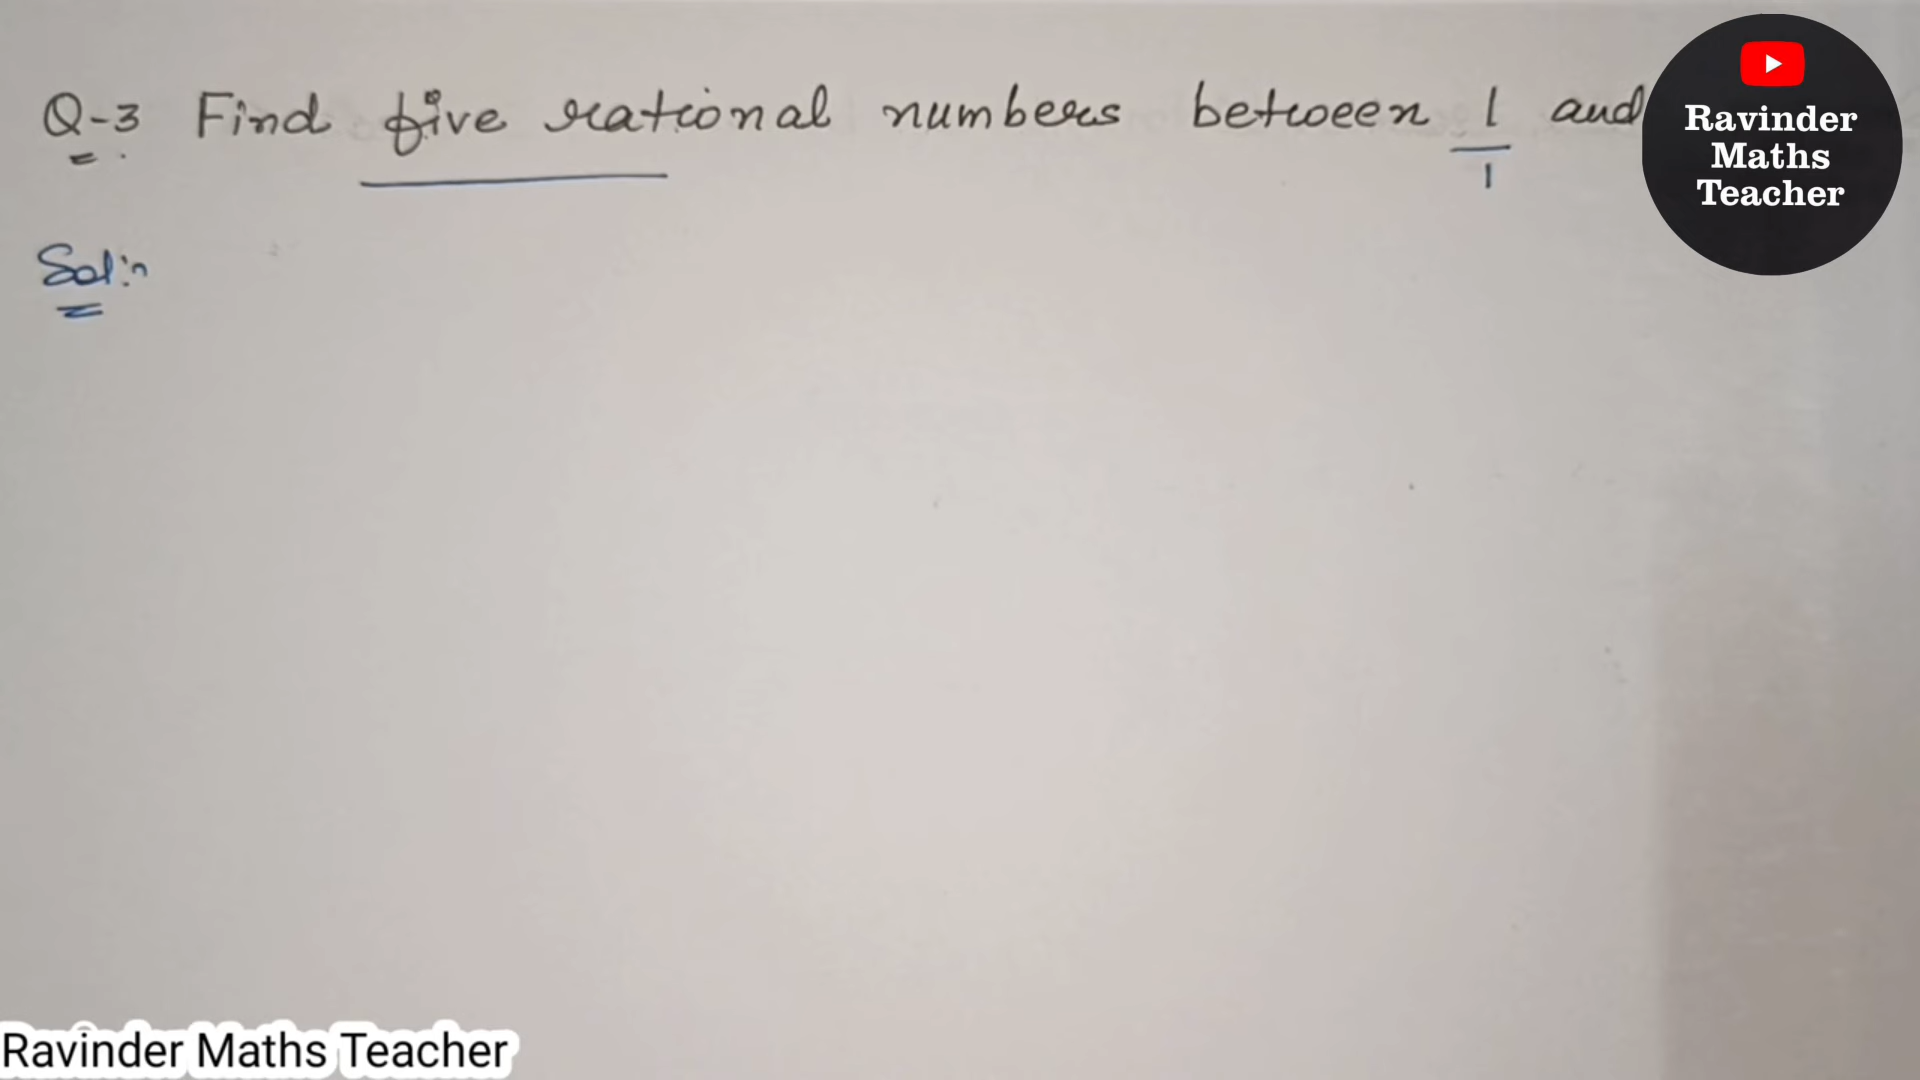 Q-3 Find five rational numbers between 1/1 and
Ravinder
Maths
Teacher
Sol:n
Ravinder Maths Teacher